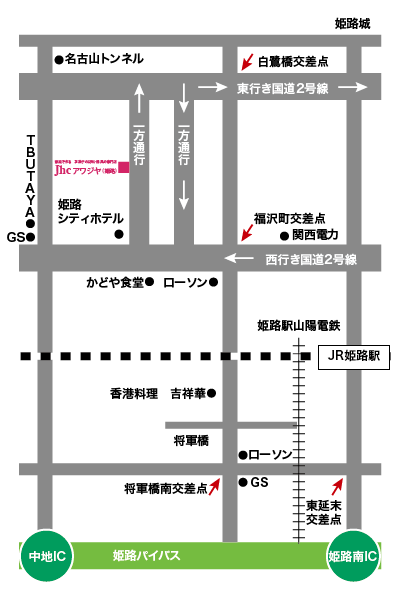 姫路城
名古山トンネル
白鷺橋交差点
東行き国道2号線
一方通行
一方通行
TBUTAYA
Jhc アワジヤ(姫路)
姫路
シティホテル
福沢町交差点
GS
関西電力
西行き国道2号線
かどや食堂
ローソン
姫路駅山陽電鉄
JR姫路駅
香港料理 吉祥華
将軍橋
ローソン
将軍橋南交差点
GS
東延末
交差点
中地IC
姫路バイパス
姫路南IC